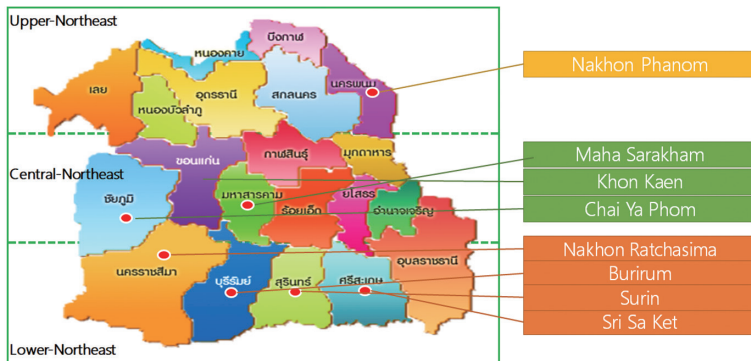 Upper-Northeast
บึงกาฬ
หนองคาย
เลย
อุดรธานี
สกลนคร
นครพนม
หนองบัวลำภู
Nakhon Phanom
Central-Northeast
ขอนแก่น
กาฬสินธุ์
มุกดาหาร
ชัยภูมิ
มหาสารคาม
ร้อยเอ็ด
ยโสธร
อำนาจเจริญ
Maha Sarakham
Khon Kaen
Chai Ya Phom
นครราชสีมา
บุรีรัมย์
สุรินทร์
ศรีสะเกษ
อุบลราชธานี
Nakhon Ratchasima
Burirum
Surin
Sri Sa Ket
Lower-Northeast